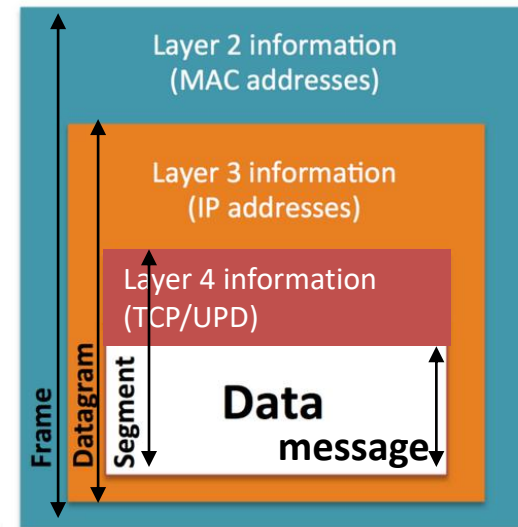 Layer 2 information
(MAC addresses)
Layer 3 information
(IP addresses)
Layer 4 information
(TCP/UPD)
Frame
Datagram
Segment
Data
message